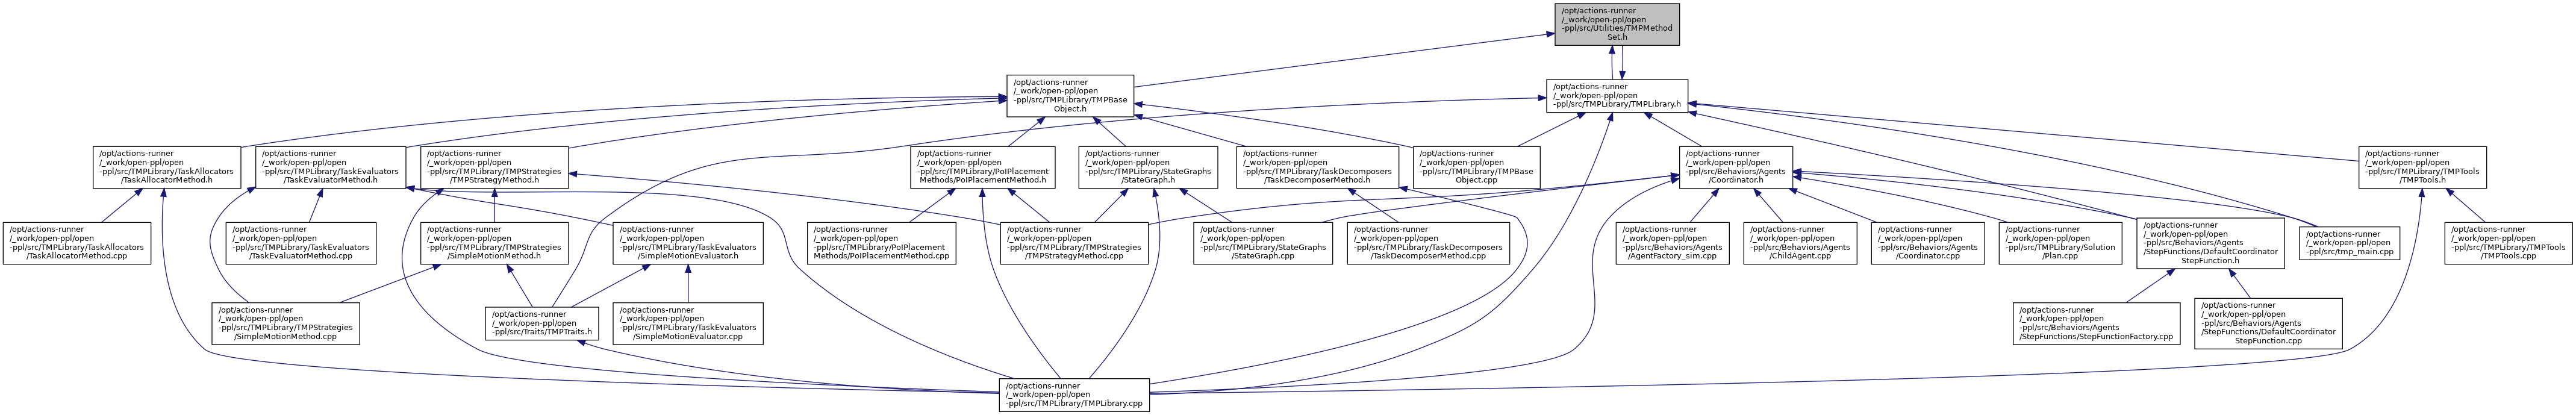 /opt/actions-runner
/_work/open-ppl/open
-ppl/src/Utilities/TMPMethod
Set.h
/opt/actions-runner
/_work/open-ppl/open
-ppl/src/TMPLibrary/TMPBase
Object.h
/opt/actions-runner
/_work/open-ppl/open
-ppl/src/TMPLibrary/TMPLibrary.h
/opt/actions-runner
/_work/open-ppl/open
-ppl/src/TMPLibrary/TaskAllocators
/TaskAllocatorMethod.h
/opt/actions-runner
/_work/open-ppl/open
-ppl/src/TMPLibrary/TaskEvaluators
/TaskEvaluatorMethod.h
/opt/actions-runner
/_work/open-ppl/open
-ppl/src/TMPLibrary/TMPStrategies
/TMPStrategyMethod.h
/opt/actions-runner
/_work/open-ppl/open
-ppl/src/TMPLibrary/PoIPlacement
Methods/PoIPlacementMethod.h
/opt/actions-runner
/_work/open-ppl/open
-ppl/src/TMPLibrary/StateGraphs
/StateGraph.h
/opt/actions-runner
/_work/open-ppl/open
-ppl/src/TMPLibrary/TaskDecomposers
/TaskDecomposerMethod.h
/opt/actions-runner
/_work/open-ppl/open
-ppl/src/TMPLibrary/TMPBase
Object.cpp
/opt/actions-runner
/_work/open-ppl/open
-ppl/src/Behaviors/Agents
/Coordinator.h
/opt/actions-runner
/_work/open-ppl/open
-ppl/src/TMPLibrary/TMPTools
/TMPTools.h
/opt/actions-runner
/_work/open-ppl/open
-ppl/src/TMPLibrary/TaskAllocators
/TaskAllocatorMethod.cpp
/opt/actions-runner
/_work/open-ppl/open
-ppl/src/TMPLibrary/TaskEvaluators
/TaskEvaluatorMethod.cpp
/opt/actions-runner
/_work/open-ppl/open
-ppl/src/TMPLibrary/TMPStrategies
/SimpleMotionMethod.h
/opt/actions-runner
/_work/open-ppl/open
-ppl/src/TMPLibrary/TaskEvaluators
/SimpleMotionEvaluator.h
/opt/actions-runner
/_work/open-ppl/open
-ppl/src/TMPLibrary/PoIPlacement
Methods/PoIPlacementMethod.cpp
/opt/actions-runner
/_work/open-ppl/open
-ppl/src/TMPLibrary/TMPStrategies
/TMPStrategyMethod.cpp
/opt/actions-runner
/_work/open-ppl/open
-ppl/src/TMPLibrary/StateGraphs
/StateGraph.cpp
/opt/actions-runner
/_work/open-ppl/open
-ppl/src/TMPLibrary/TaskDecomposers
/TaskDecomposerMethod.cpp
/opt/actions-runner
/_work/open-ppl/open
-ppl/src/Behaviors/Agents
/AgentFactory_sim.cpp
/opt/actions-runner
/_work/open-ppl/open
-ppl/src/Behaviors/Agents
/ChildAgent.cpp
/opt/actions-runner
/_work/open-ppl/open
-ppl/src/Behaviors/Agents
/Coordinator.cpp
/opt/actions-runner
/_work/open-ppl/open
-ppl/src/TMPLibrary/Solution
/Plan.cpp
/opt/actions-runner
/_work/open-ppl/open
-ppl/src/Behaviors/Agents
/StepFunctions/DefaultCoordinator
StepFunction.h
/opt/actions-runner
/_work/open-ppl/open
-ppl/src/tmp_main.cpp
/opt/actions-runner
/_work/open-ppl/open
-ppl/src/TMPLibrary/TMPTools
/TMPTools.cpp
/opt/actions-runner
/_work/open-ppl/open
-ppl/src/TMPLibrary/TMPStrategies
/SimpleMotionMethod.cpp
/opt/actions-runner
/_work/open-ppl/open
-ppl/src/Traits/TMPTraits.h
/opt/actions-runner
/_work/open-ppl/open
-ppl/src/TMPLibrary/TaskEvaluators
/SimpleMotionEvaluator.cpp
/opt/actions-runner
/_work/open-ppl/open
-ppl/src/Behaviors/Agents
/StepFunctions/StepFunctionFactory.cpp
/opt/actions-runner
/_work/open-ppl/open
-ppl/src/Behaviors/Agents
/StepFunctions/DefaultCoordinator
StepFunction.cpp
/opt/actions-runner
/_work/open-ppl/open
-ppl/src/TMPLibrary/TMPLibrary.cpp